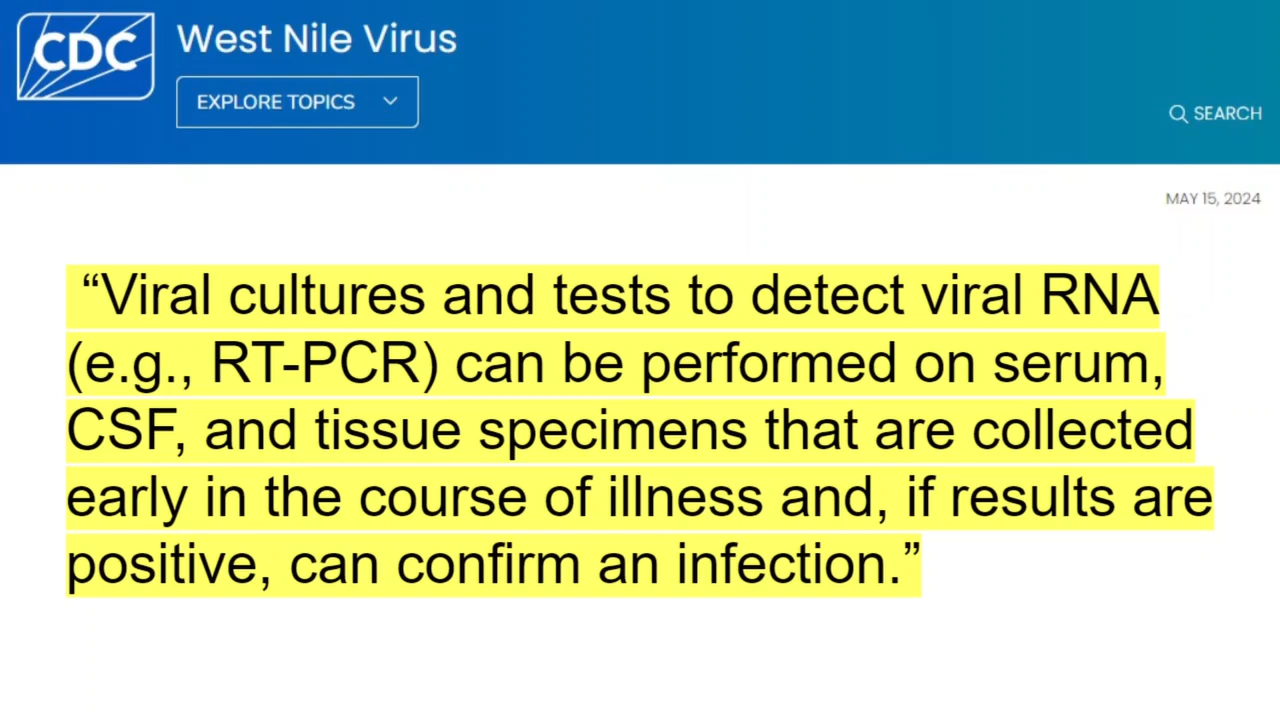 CDC
West Nile Virus
EXPLORE TOPICS
SEARCH
MAY 15, 2024
“Viral cultures and tests to detect viral RNA
(e.g., RT-PCR) can be performed on serum,
CSF, and tissue specimens that are collected
early in the course of illness and, if results are
positive, can confirm an infection.”